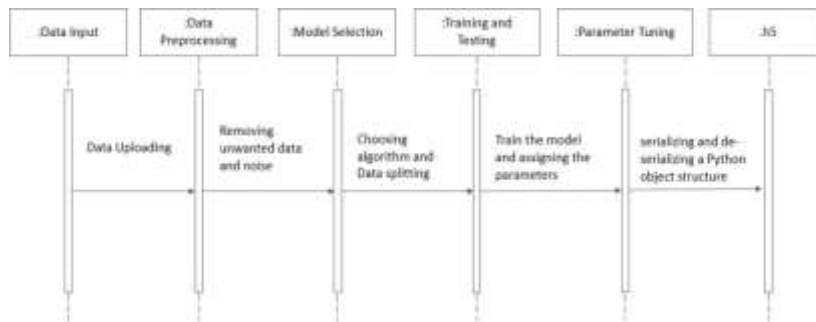 :Data Input
:Data
Preprocessing
:Model Selection
:Training and
Testing
:Parameter Tuning
:.h5
Data Uploading
Removing
unwanted data
and noise
Choosing
algorithm and
Data splitting
Train the model
and assigning the
parameters
serializing and de-
serializing a Python
object structure